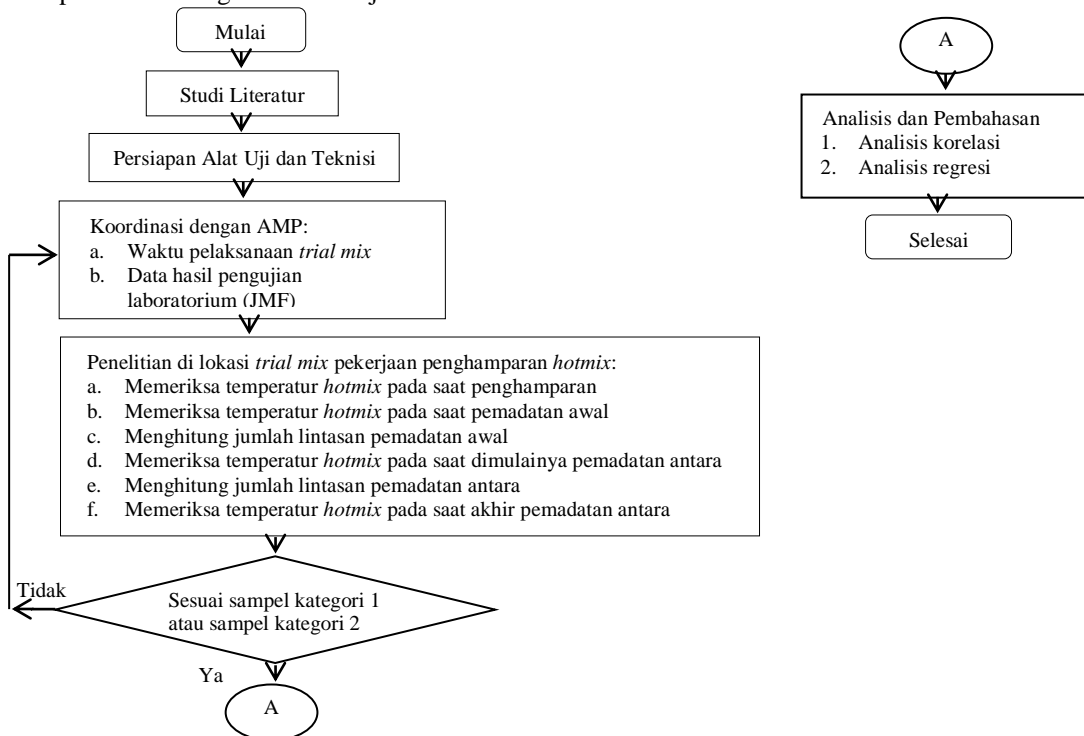 Mulai
Studi Literatur
Persiapan Alat Uji dan Teknisi
Koordinasi dengan AMP:
a. Waktu pelaksanaan trial mix
b. Data hasil pengujian
laboratorium (JMF)
Penelitian di lokasi trial mix pekerjaan penghamparan hotmix:
a. Memeriksa temperatur hotmix pada saat penghamparan
b. Memeriksa temperatur hotmix pada saat pemadatan awal
c. Menghitung jumlah lintasan pemadatan awal
d. Memeriksa temperatur hotmix pada saat dimulainya pemadatan antara
e. Menghitung jumlah lintasan pemadatan antara
f. Memeriksa temperatur hotmix pada saat akhir pemadatan antara
Tidak
Sesuai sampel kategori 1
atau sampel kategori 2
Ya
A
A
Analisis dan Pembahasan
1. Analisis korelasi
2. Analisis regresi
Selesai